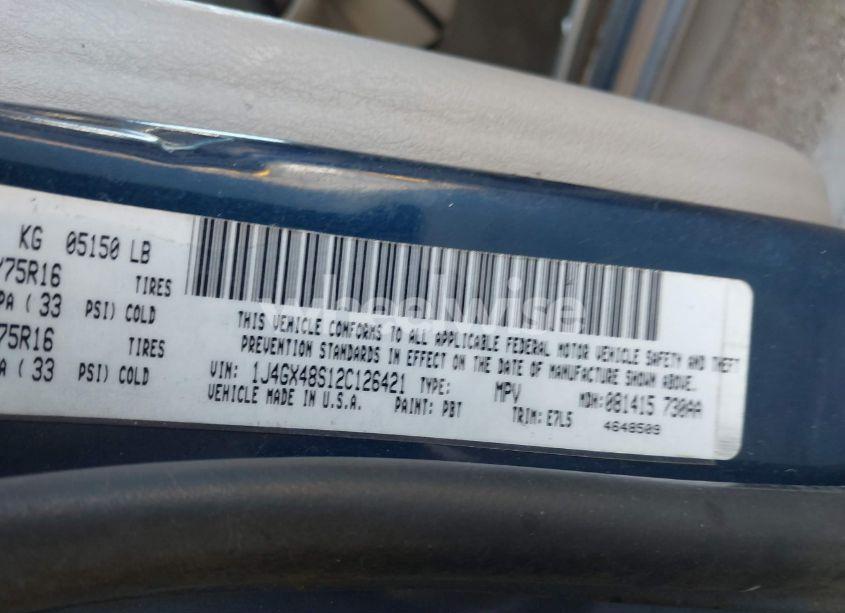 KG 05150 LB
75R16 TIRES
PA ( 33 PSI) COLD
75R16 TIRES
PA ( 33 PSI) COLD
THIS VEHICLE CONFORMS TO ALL APPLICABLE FEDERAL MOTOR VEHICLE SAFETY AND THEFT
PREVENTION STANDARDS IN EFFECT ON THE DATE OF MANUFACTURE SHOWN ABOVE.
VIN: 1J4GX48S12C126421 TYPE: MPV MDH:081415 730AA
VEHICLE MADE IN U.S.A. PAINT: PBT TRIM: E7L5 4648509
wheelwise